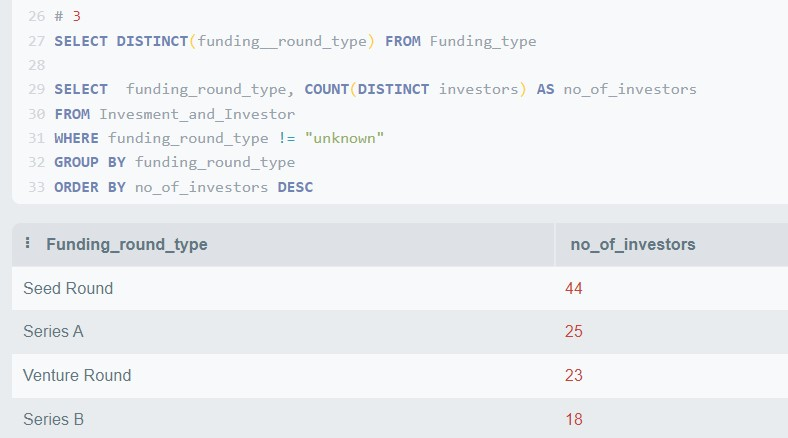 26 # 3
27 SELECT DISTINCT(funding__round_type) FROM Funding_type
28
29 SELECT  funding_round_type, COUNT(DISTINCT investors) AS no_of_investors
30 FROM Invesment_and_Investor
31 WHERE funding_round_type != "unknown"
32 GROUP BY funding_round_type
33 ORDER BY no_of_investors DESC
Funding_round_type no_of_investors
Seed Round 44
Series A 25
Venture Round 23
Series B 18